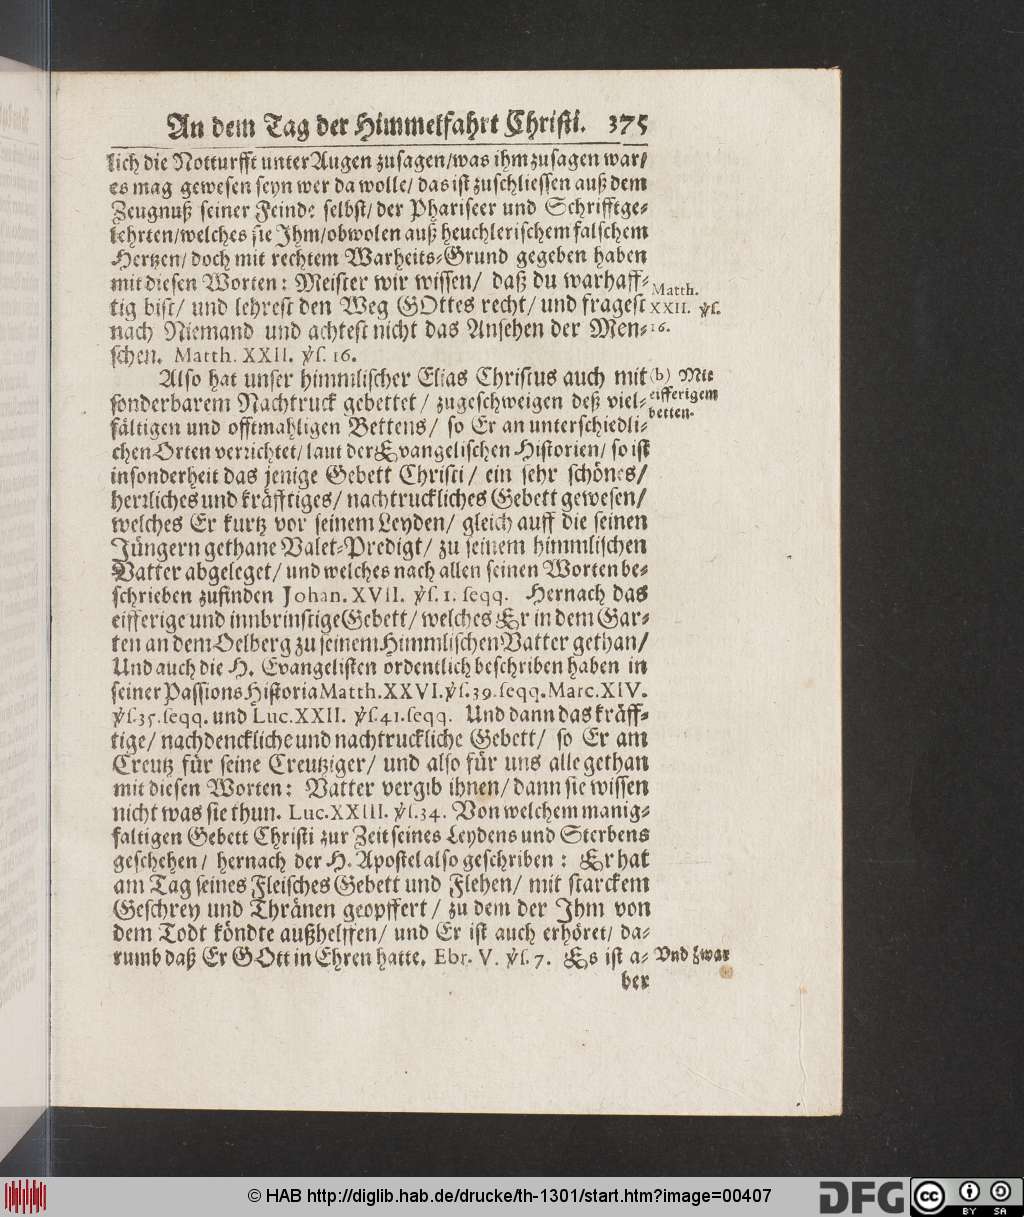 An dem Tag der Himmelfahrt Christi. 375
lich die Notturfft unter Augen zusagen/was ihm zusagen war/
es mag gewesen seyn wer da wolle/ das ist zuschliessen auß dem
Zeugnuß seiner Feinde selbst/ der Phariseer und Schrifftge-
lehrten/welches sie Ihm/obwolen auß heuchlerischem falschem
Hertzen/ doch mit rechtem Warheits-Grund gegeben haben
mit diesen Worten: Meister wir wissen/ daß du warhaff-
tig bist/ und lehrest den Weg GOttes recht/ und fragest
nach Niemand und achtest nicht das Ansehen der Men-
schen. Matth. XXII. ℣s. 16.
Matth.
XXII. ℣s.
16.
Also hat unser himmlischer Elias Christus auch mit
sonderbarem Nachtruck gebettet/ zugeschweigen deß viel-
fältigen und offtmahligen Bettens/ so Er an unterschiedli-
chen Orten verrichtet/ laut der Evangelischen Historien/ so ist
insonderheit das jenige Gebett Christi/ ein sehr schönes/
herrliches und kräfftiges/ nachtruckliches Gebett gewesen/
welches Er kurtz vor seinem Leyden/ gleich auff die seinen
Jüngern gethane Valet-Predigt/ zu seinem himmlischen
Vatter abgeleget/ und welches nach allen seinen Worten be-
schrieben zufinden Johan. XVII. ℣s. 1. seqq. Hernach das
eifferige und innbrinstige Gebett/ welches Er in dem Gar-
ten an dem Oelberg zu seinem Himmlischen Vatter gethan/
Und auch die H. Evangelisten ordentlich beschriben haben in
seiner Passions Historia Matth. XXVI. ℣s. 39. seqq. Marc. XIV.
℣s. 35. seqq. und Luc. XXII. ℣s. 41. seqq. Und dann das kräff-
tige/ nachdenckliche und nachtruckliche Gebett/ so Er am
Creutz für seine Creutziger/ und also für uns alle gethan
mit diesen Worten: Vatter vergib ihnen/ dann sie wissen
nicht was sie thun. Luc. XXIII. ℣s. 34. Von welchem manig-
faltigen Gebett Christi zur Zeit seines Leydens und Sterbens
geschehen/ hernach der H. Apostel also geschriben: Er hat
am Tag seines Fleisches Gebett und Flehen/ mit starckem
Geschrey und Thränen geopffert/ zu dem der Ihm von
dem Todt köndte außhelffen/ und Er ist auch erhöret/ da-
rumb daß Er GOtt in Ehren hatte. Ebr. V. ℣s. 7. Es ist a-
(b) Mit
eifferigem
betten.
Und zwar
ber
© HAB http://diglib.hab.de/drucke/th-1301/start.htm?image=00407
DFG
cc BY SA